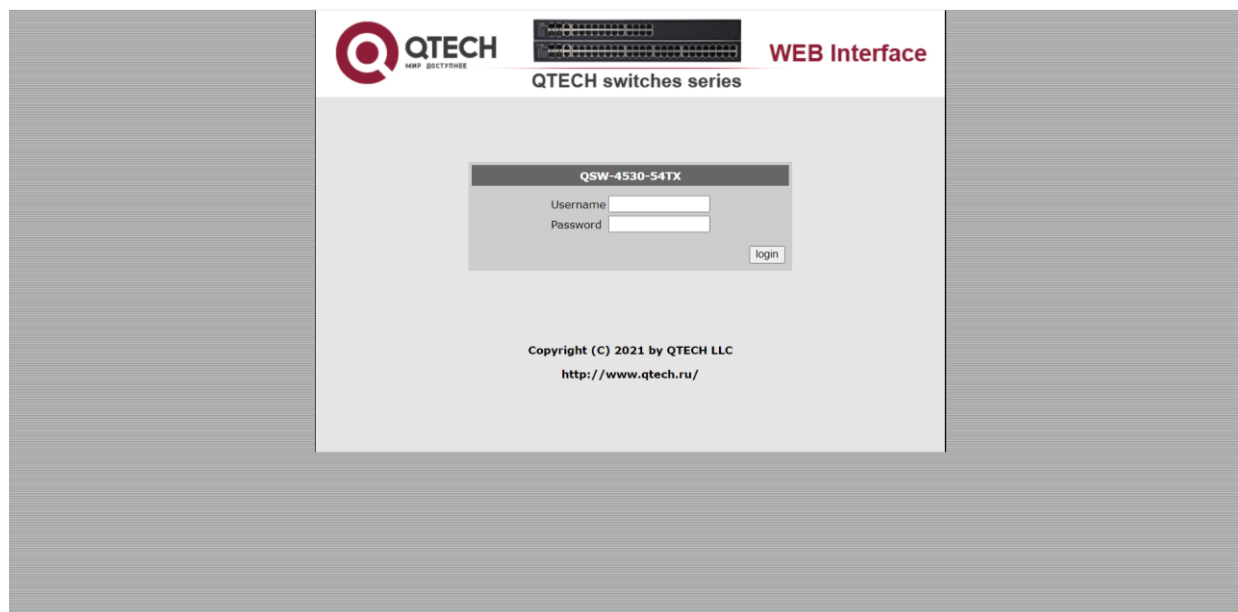 QTECH
МИР ДОСТУПНЕЕ
WEB Interface
QTECH switches series
QSW-4530-54TX
Username
Password
login
Copyright (C) 2021 by QTECH LLC
http://www.qtech.ru/